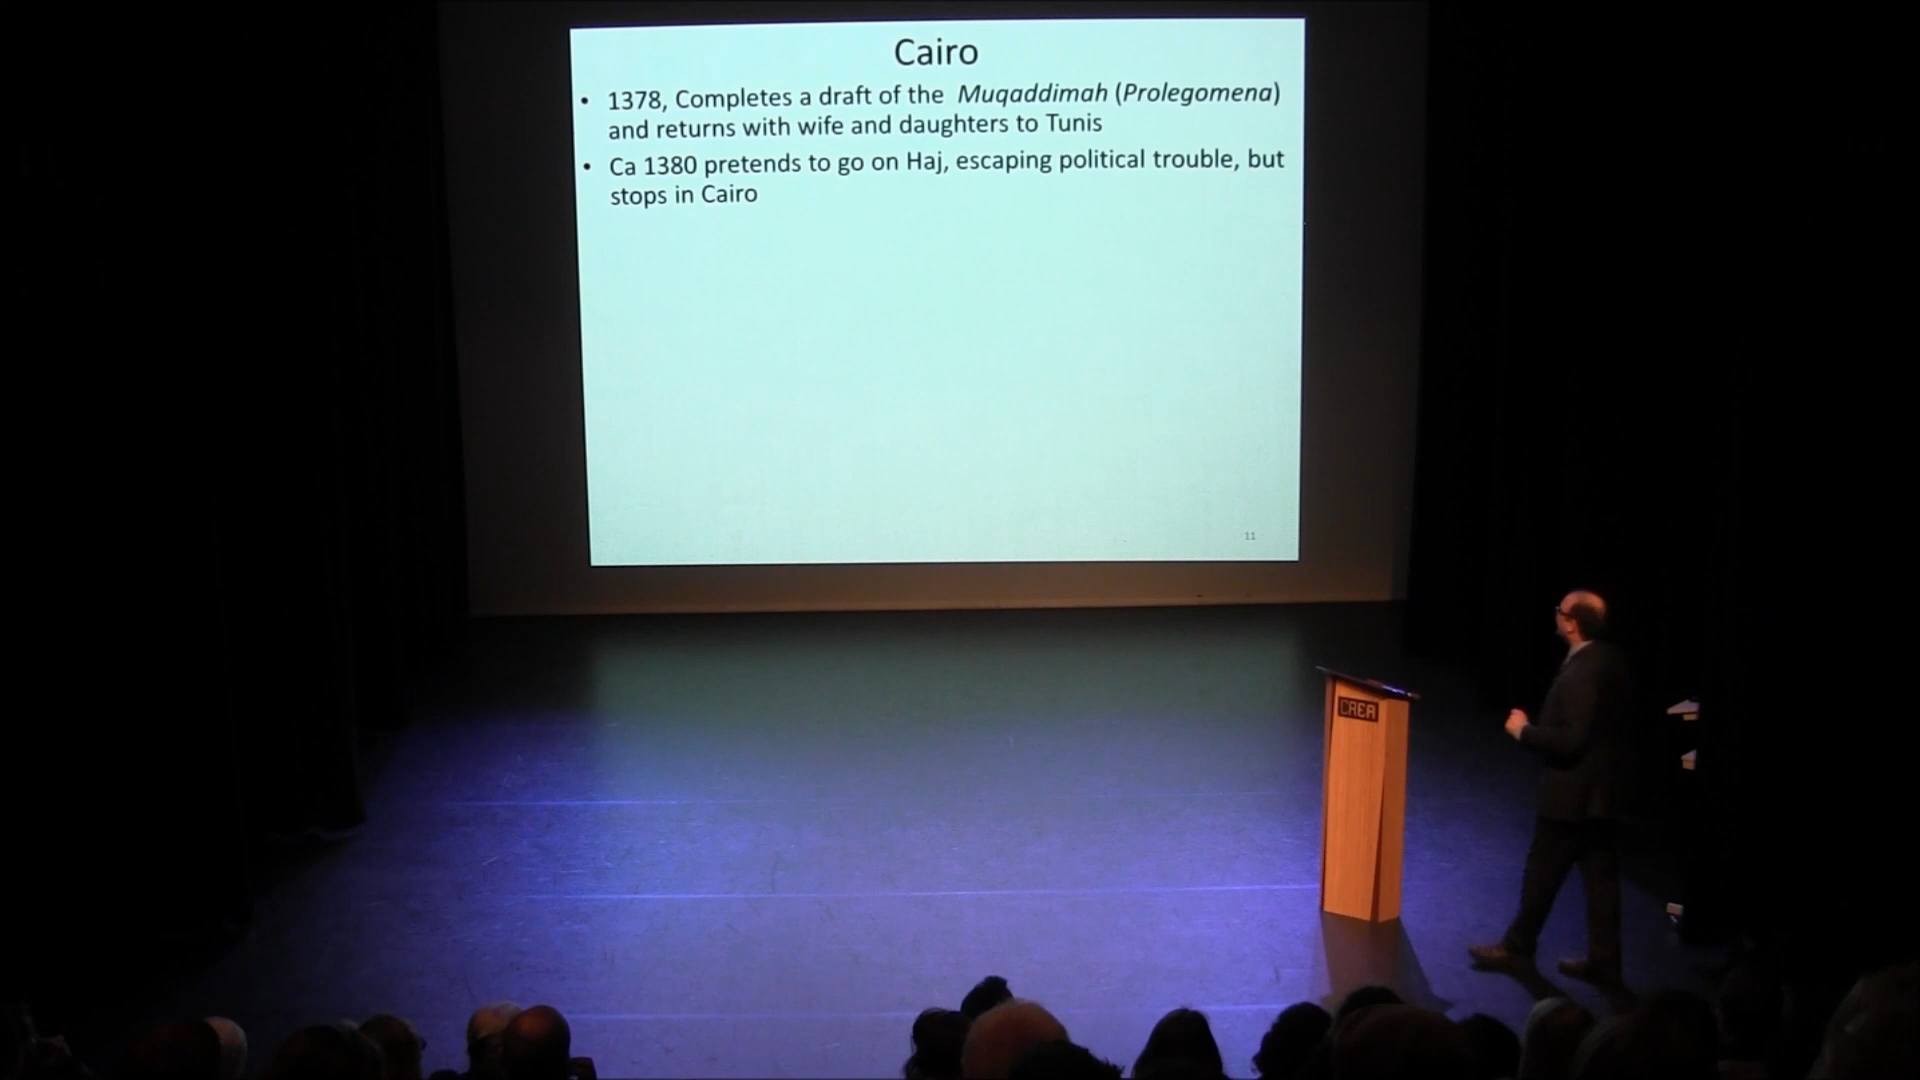 Cairo
• 1378, Completes a draft of the Muqaddimah (Prolegomena)
and returns with wife and daughters to Tunis
• Ca 1380 pretends to go on Haj, escaping political trouble, but
stops in Cairo
11
CREA